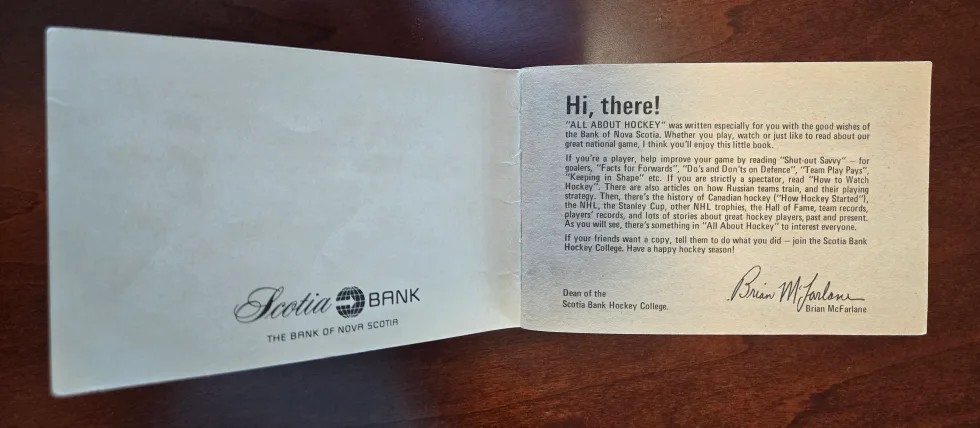 Scotia BANK
THE BANK OF NOVA SCOTIA
Hi, there!
"ALL ABOUT HOCKEY" was written especially for you with the good wishes of
the Bank of Nova Scotia. Whether you play, watch or just like to read about our
great national game, I think you'll enjoy this little book.
If you're a player, help improve your game by reading "Shut-out Savvy" – for
goalers, "Facts for Forwards", "Do's and Don'ts on Defence", "Team Play Pays",
"Keeping in Shape" etc. If you are strictly a spectator, read "How to Watch
Hockey". There are also articles on how Russian teams train, and their playing
strategy. Then, there's the history of Canadian hockey ("How Hockey Started"),
the NHL, the Stanley Cup, other NHL trophies, the Hall of Fame, team records,
players' records, and lots of stories about great hockey players, past and present.
As you will see, there's something in "All About Hockey" to interest everyone.
If your friends want a copy, tell them to do what you did – join the Scotia Bank
Hockey College. Have a happy hockey season!
Brian McFarlane
Dean of the
Scotia Bank Hockey College.
Brian McFarlane